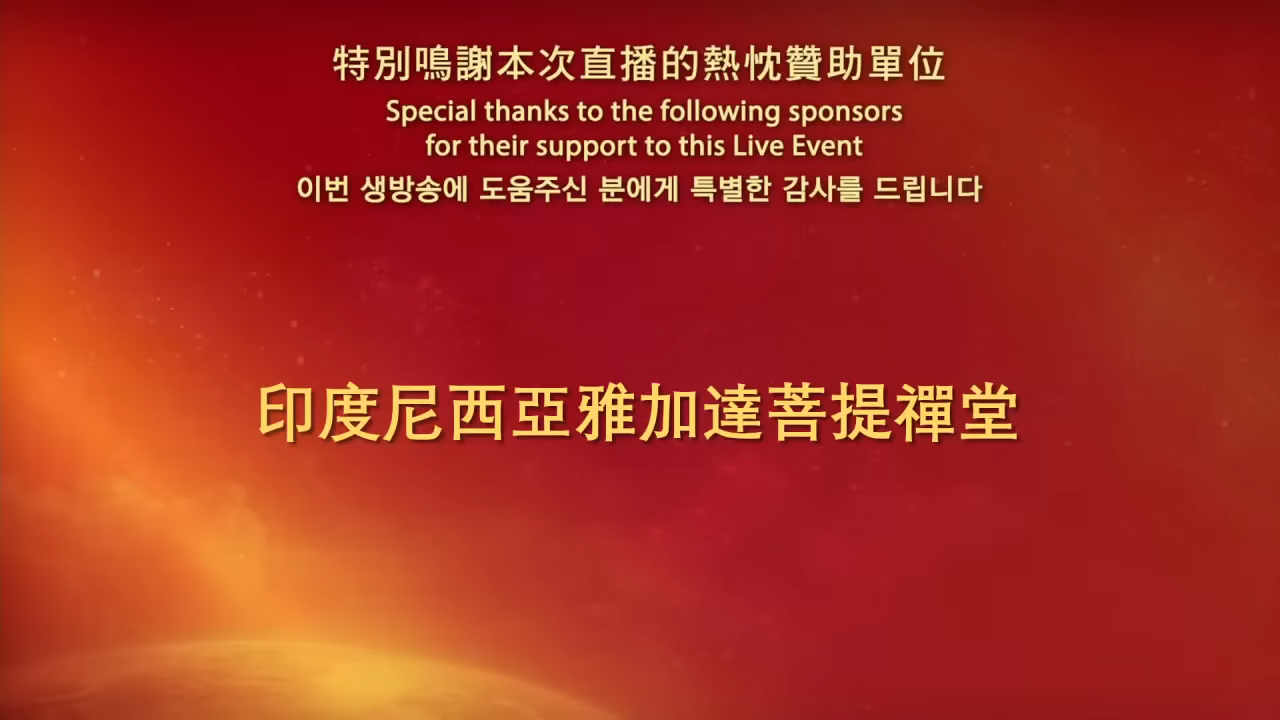 特別鳴謝本次直播的熱忱贊助單位
Special thanks to the following sponsors
for their support to this Live Event
이번 생방송에 도움주신 분에게 특별한 감사를 드립니다
印度尼西亞雅加達菩提禪堂